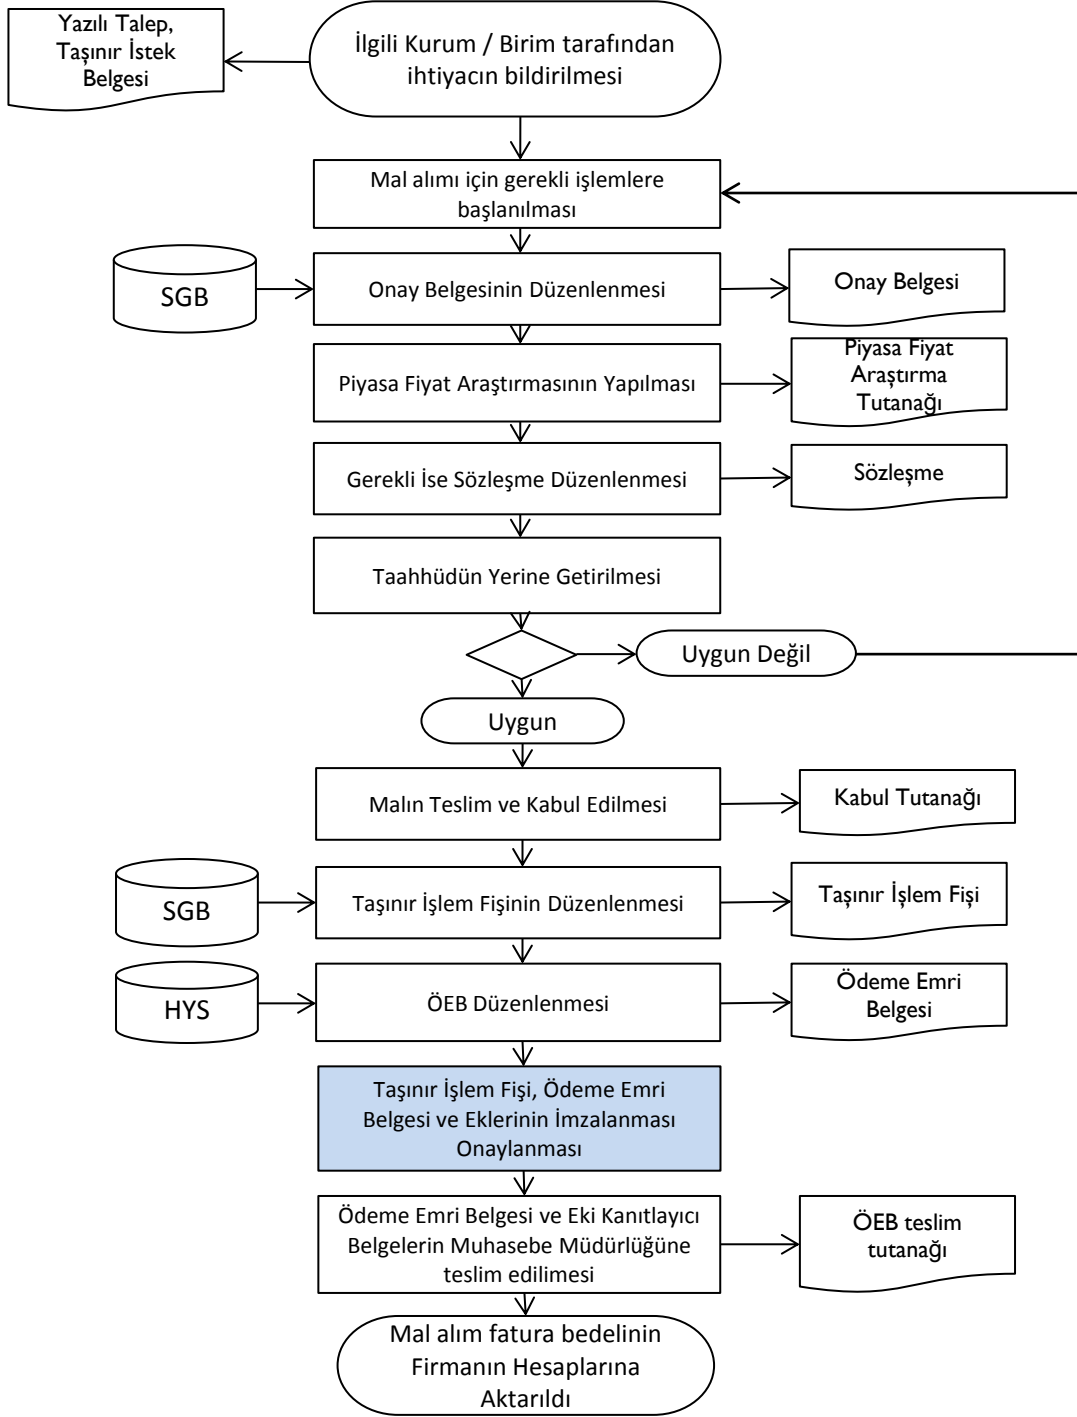 Yazılı Talep,
Taşınır İstek
Belgesi
İlgili Kurum / Birim tarafından
ihtiyacın bildirilmesi
Mal alımı için gerekli işlemlere
başlanılması
SGB
Onay Belgesinin Düzenlenmesi
Onay Belgesi
Piyasa Fiyat Araştırmasının Yapılması
Piyasa Fiyat
Araştırma
Tutanağı
Gerekli İse Sözleşme Düzenlenmesi
Sözleşme
Taahhüdün Yerine Getirilmesi
Uygun Değil
Uygun
Malın Teslim ve Kabul Edilmesi
Kabul Tutanağı
SGB
Taşınır İşlem Fişinin Düzenlenmesi
Taşınır İşlem Fişi
HYS
ÖEB Düzenlenmesi
Ödeme Emri
Belgesi
Taşınır İşlem Fişi, Ödeme Emri
Belgesi ve Eklerinin İmzalanması
Onaylanması
Ödeme Emri Belgesi ve Eki Kanıtlayıcı
Belgelerin Muhasebe Müdürlüğüne
teslim edilimesi
ÖEB teslim
tutanağı
Mal alım fatura bedelinin
Firmanın Hesaplarına
Aktarıldı